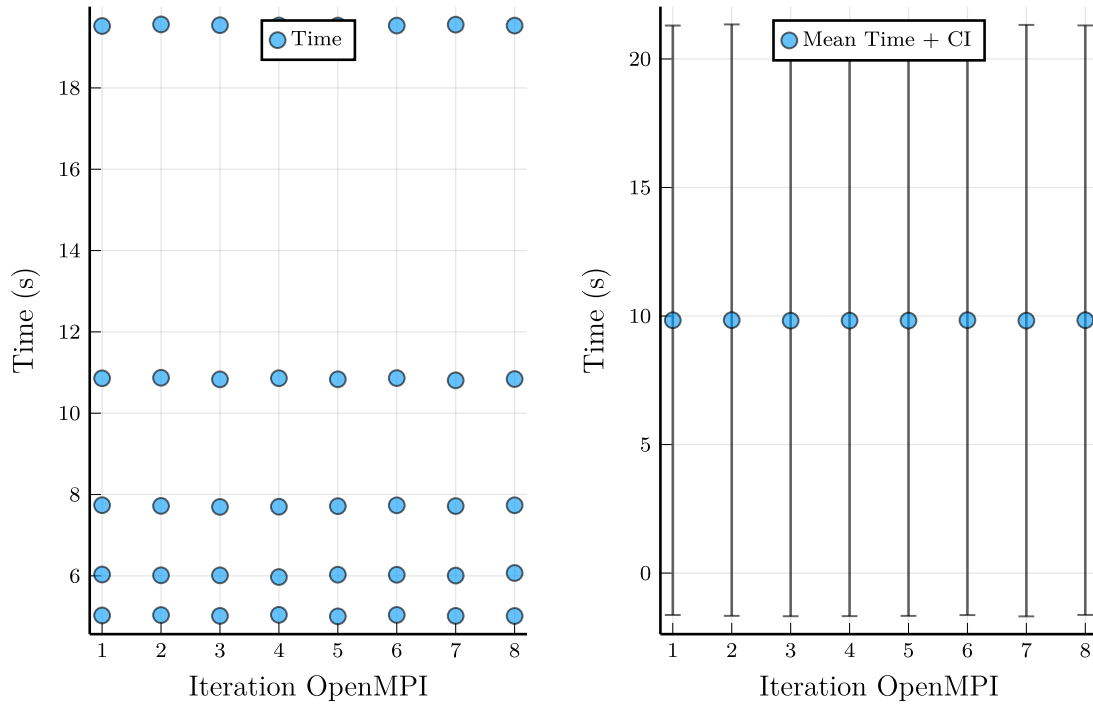 Time
18
16
14
12
10
8
6
Time (s)
1 2 3 4 5 6 7 8
Iteration OpenMPI
Mean Time + CI
20
15
10
5
0
Time (s)
1 2 3 4 5 6 7 8
Iteration OpenMPI